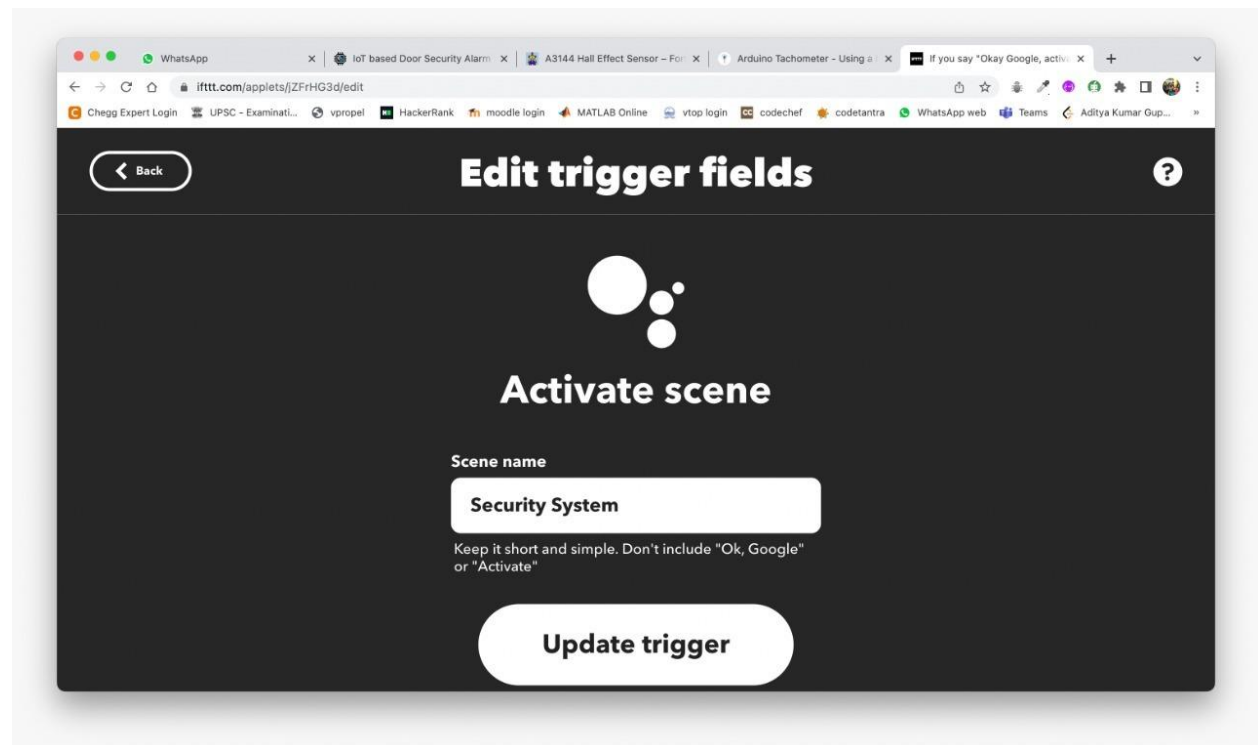 WhatsApp
IoT based Door Security Alarm
A3144 Hall Effect Sensor – For
Arduino Tachometer - Using a
If you say "Okay Google, activ
ifttt.com/applets/jZFrHG3d/edit
Chegg Expert Login
UPSC - Examinati...
vpropel
HackerRank
moodle login
MATLAB Online
vtop login
CC
codechef
codetantra
WhatsApp web
Teams
Aditya Kumar Gup...
Back
Edit trigger fields
?
Activate scene
Scene name
Security System
Keep it short and simple. Don't include "Ok, Google"
or "Activate"
Update trigger